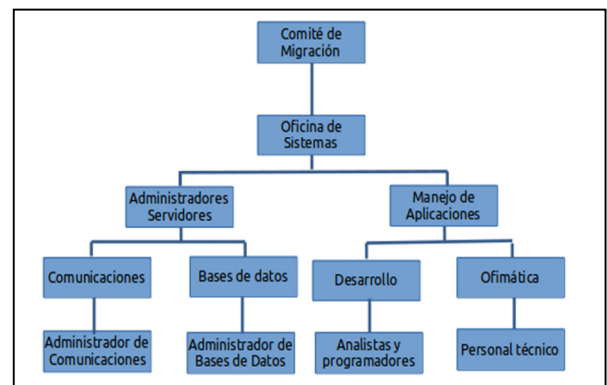 Comité de
Migración
Oficina de
Sistemas
Administradores
Servidores
Manejo de
Aplicaciones
Comunicaciones
Bases de datos
Desarrollo
Ofimática
Administrador de
Comunicaciones
Administrador de
Bases de Datos
Analistas y
programadores
Personal técnico